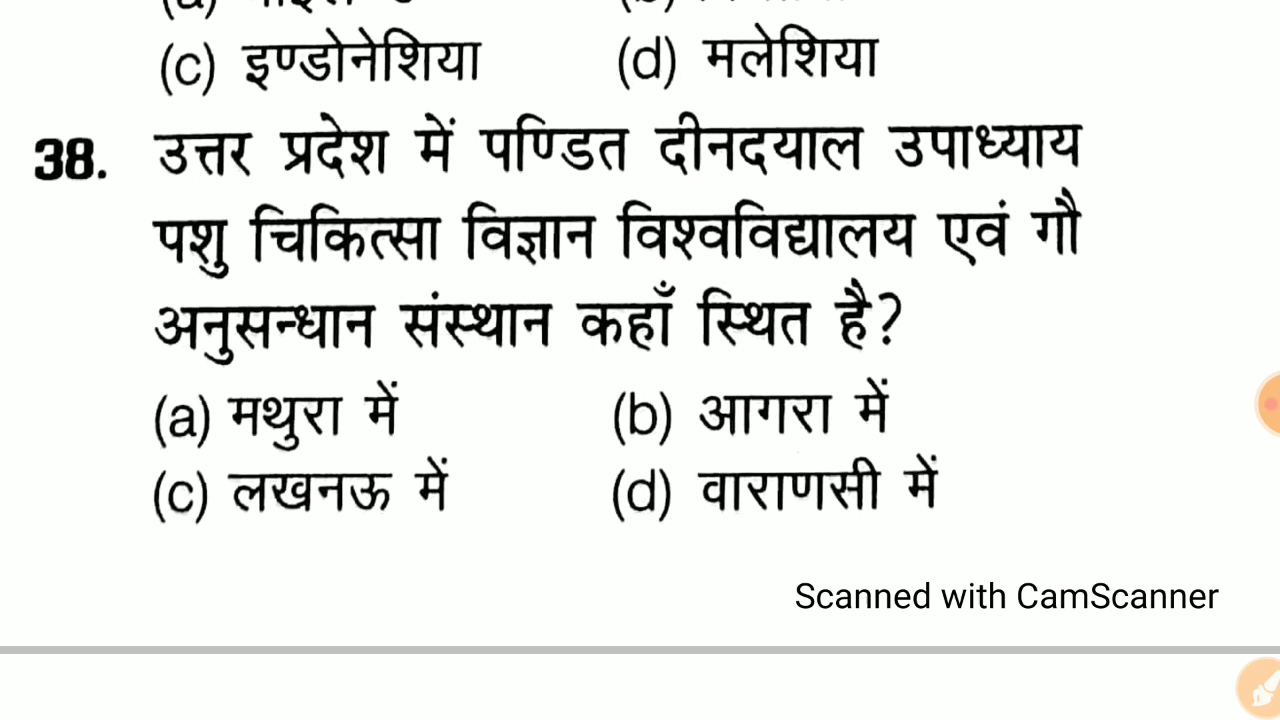 (c) इण्डोनेशिया (d) मलेशिया
38. उत्तर प्रदेश में पण्डित दीनदयाल उपाध्याय
पशु चिकित्सा विज्ञान विश्वविद्यालय एवं गौ
अनुसन्धान संस्थान कहाँ स्थित है?
(a) मथुरा में (b) आगरा में
(c) लखनऊ में (d) वाराणसी में
Scanned with CamScanner